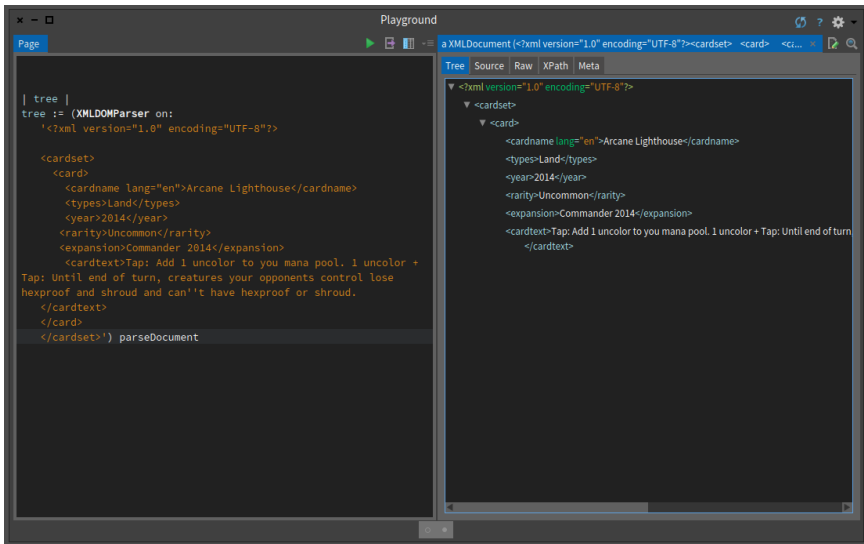 Playground
?
Page
| tree |
tree := (XMLDOMParser on:
'<?xml version="1.0" encoding="UTF-8"?>
<cardset>
<card>
<cardname lang="en">Arcane Lighthouse</cardname>
<types>Land</types>
<year>2014</year>
<rarity>Uncommon</rarity>
<expansion>Commander 2014</expansion>
<cardtext>Tap: Add 1 uncolor to you mana pool. 1 uncolor +
Tap: Until end of turn, creatures your opponents control lose
hexproof and shroud and can''t have hexproof or shroud.
</cardtext>
</card>
</cardset>') parseDocument
a XMLDocument (<?xml version="1.0" encoding="UTF-8"?><cardset> <card> <ca...
Tree Source Raw XPath Meta
<?xml version="1.0" encoding="UTF-8"?>
<cardset>
<card>
<cardname lang="en">Arcane Lighthouse</cardname>
<types>Land</types>
<year>2014</year>
<rarity>Uncommon</rarity>
<expansion>Commander 2014</expansion>
<cardtext>Tap: Add 1 uncolor to you mana pool. 1 uncolor + Tap: Until end of turn
</cardtext>